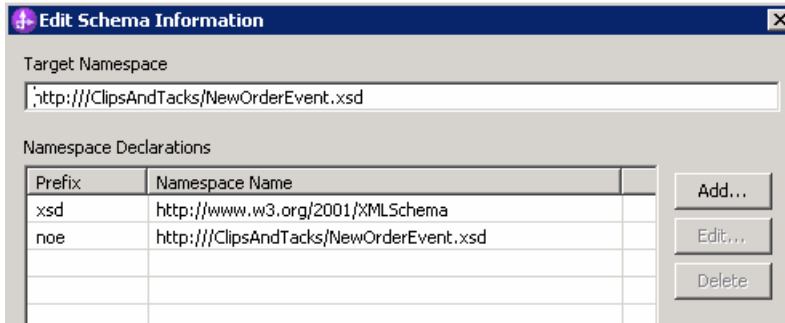 Edit Schema Information
Target Namespace
http:///ClipsAndTacks/NewOrderEvent.xsd
Namespace Declarations
Prefix Namespace Name
xsd http://www.w3.org/2001/XMLSchema
noe http:///ClipsAndTacks/NewOrderEvent.xsd
Add...
Edit...
Delete